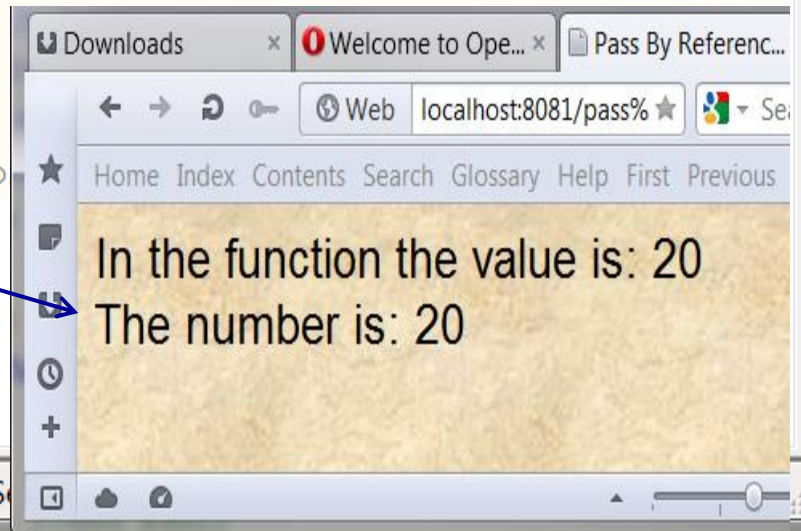 Downloads × Welcome to Ope... × Pass By Referenc...
Web localhost:8081/pass% Sea
Home Index Contents Search Glossary Help First Previous
In the function the value is: 20
The number is: 20